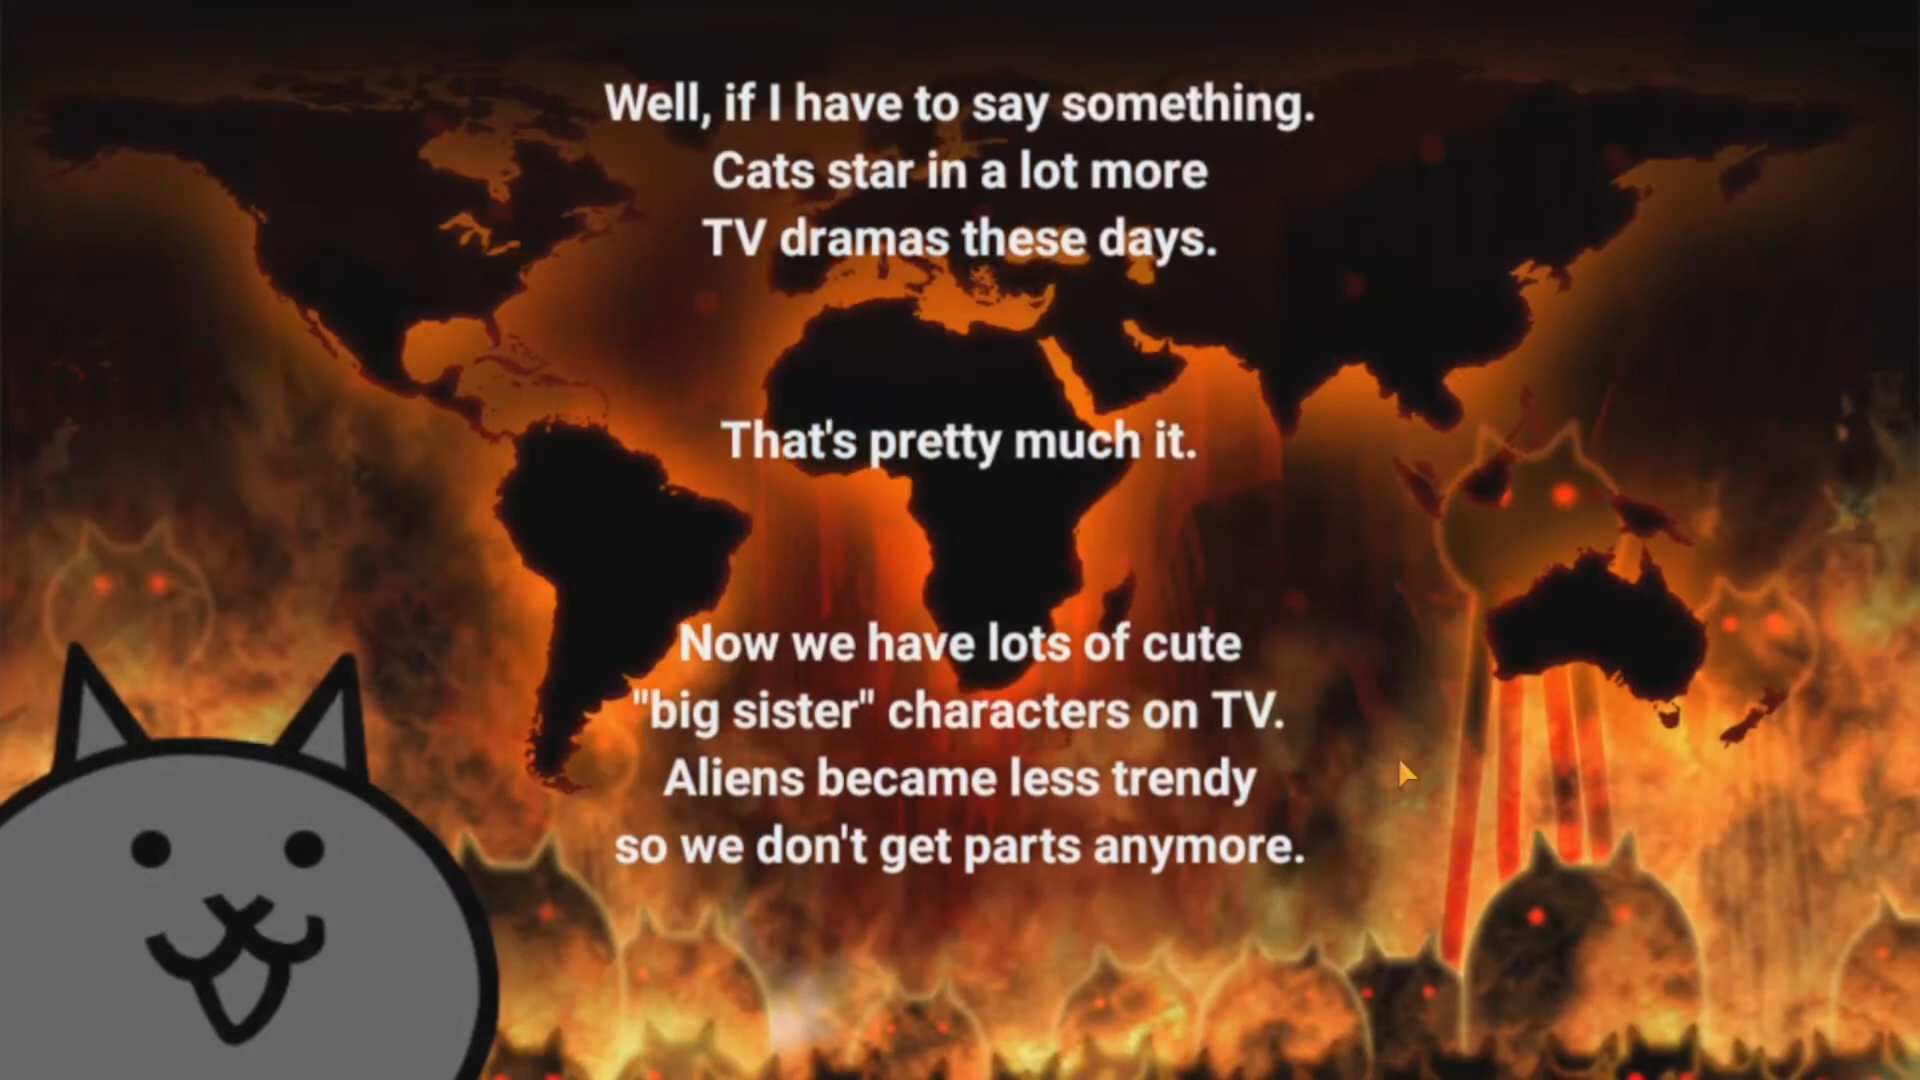 Well, if I have to say something.
Cats star in a lot more
TV dramas these days.
That's pretty much it.
Now we have lots of cute
"big sister" characters on TV.
Aliens became less trendy
so we don't get parts anymore.